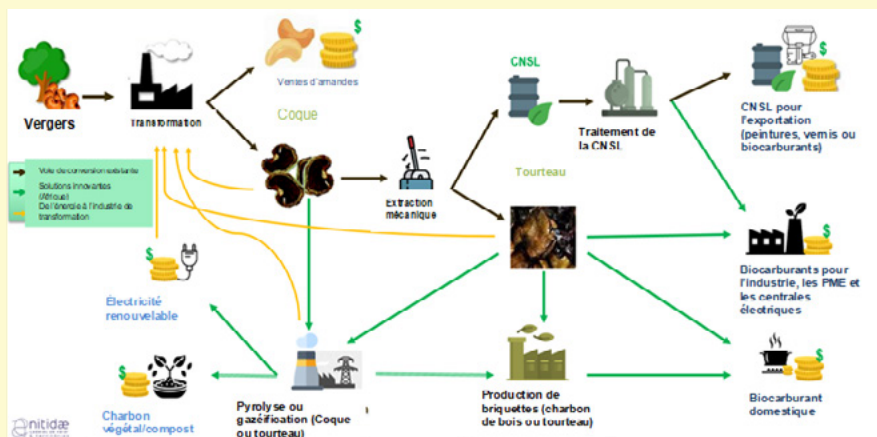 Vergers
Transformation
Ventes d'amandes
Coque
Extraction
mécanique
CNSL
Traitement de
la CNSL
CNSL pour
l'exportation
(peintures, vernis ou
biocarburants)
Tourteau
Voie de conversion existante
Solutions innovantes
(Afrique)
De l'énergie à l'industrie de
transformation
Électricité
renouvelable
Biocarburants pour
l'industrie, les PME et
les centrales
électriques
Charbon
végétal/compost
Pyrolyse ou
gazéification (Coque
ou tourteau)
Production de
briquettes (charbon
de bois ou tourteau)
Biocarburant
domestique
nitidæ